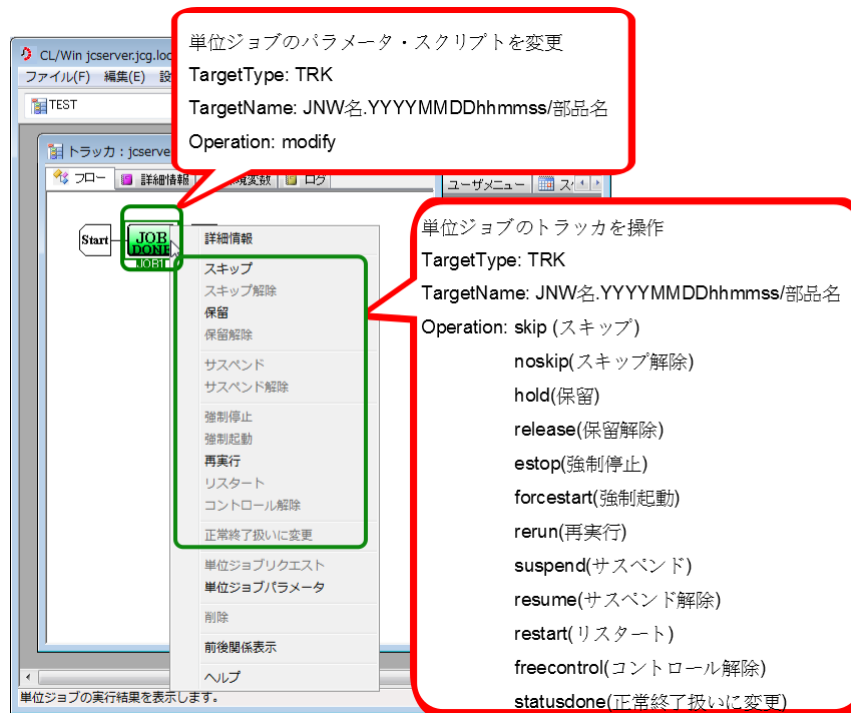 単位ジョブのパラメータ・スクリプトを変更
TargetType: TRK
TargetName: JNW名.YYYYMMDDhhmmss/部品名
Operation: modify
CL/Win jcserver.jcg.loc
ファイル(F) 編集(E) 設
TEST
トラッカ : jcserve
フロー 詳細情報 境変数 ログ
ユーザメニュー
Start
JOB
DONE
JOB1
詳細情報
スキップ
スキップ解除
保留
保留解除
サスペンド
サスペンド解除
強制停止
強制起動
再実行
リスタート
コントロール解除
正常終了扱いに変更
単位ジョブリクエスト
単位ジョブパラメータ
削除
前後関係表示
ヘルプ
単位ジョブの実行結果を表示します。
単位ジョブのトラッカを操作
TargetType: TRK
TargetName: JNW名.YYYYMMDDhhmmss/部品名
Operation: skip (スキップ)
noskip(スキップ解除)
hold(保留)
release(保留解除)
estop(強制停止)
forcestart(強制起動)
rerun(再実行)
suspend(サスペンド)
resume(サスペンド解除)
restart(リスタート)
freecontrol(コントロール解除)
statusdone(正常終了扱いに変更)